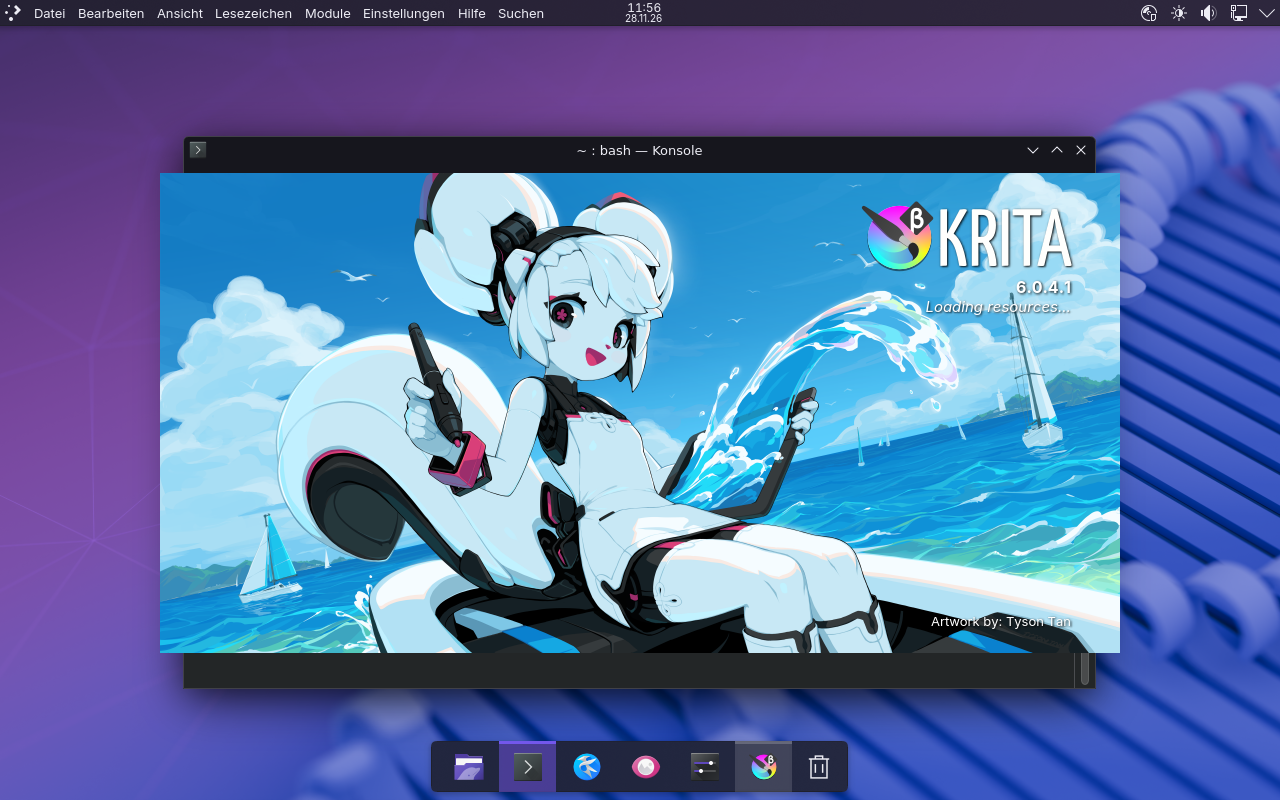 Datei Bearbeiten Ansicht Lesezeichen Module Einstellungen Hilfe Suchen
11:56
28.11.26
~ : bash — Konsole
β
KRITA
6.0.4.1
Loading resources...
Artwork by: Tyson Tan
β